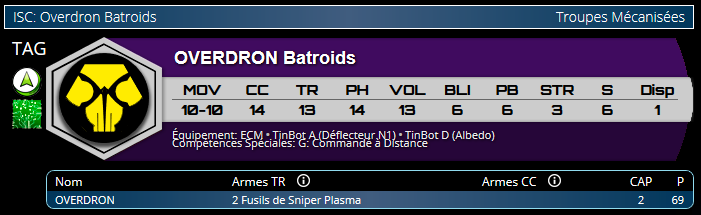 ISC: Overdron Batroids Troupes Mécanisées
TAG
OVERDRON Batroids
MOV CC TR PH VOL BLI PB STR S Disp
10-10 14 13 14 13 6 6 3 6 1
Équipement: ECM • TinBot A (Déflecteur N1) • TinBot D (Albedo)
Compétences Spéciales: G: Commande à Distance
Nom Armes TR Armes CC CAP P
OVERDRON 2 Fusils de Sniper Plasma 2 69